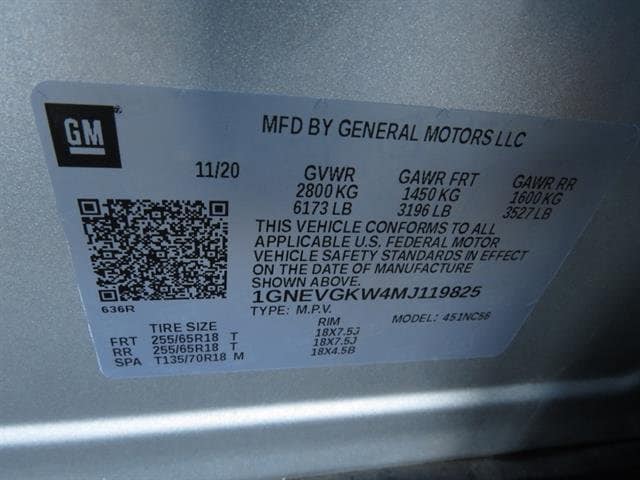 GM
MFD BY GENERAL MOTORS LLC
11/20 GVWR GAWR FRT GAWR RR
2800 KG 1450 KG 1600 KG
6173 LB 3196 LB 3527 LB
THIS VEHICLE CONFORMS TO ALL
APPLICABLE U.S. FEDERAL MOTOR
VEHICLE SAFETY STANDARDS IN EFFECT
ON THE DATE OF MANUFACTURE
SHOWN ABOVE.
1GNEVGKW4MJ119825
TYPE: M.P.V. MODEL: 451NC56
636R
TIRE SIZE RIM
FRT 255/65R18 T 18X7.5J
RR 255/65R18 T 18X7.5J
SPA T135/70R18 M 18X4.5B